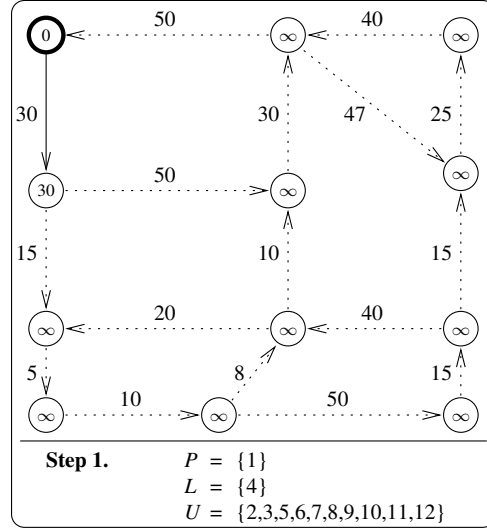 50 40
0 ∞ ∞
30 30 47 25
50 ∞
30 ∞
15 10 15
20 40
∞ ∞ ∞
5 8 15
10 50
∞ ∞ ∞
Step 1. P = {1}
L = {4}
U = {2,3,5,6,7,8,9,10,11,12}